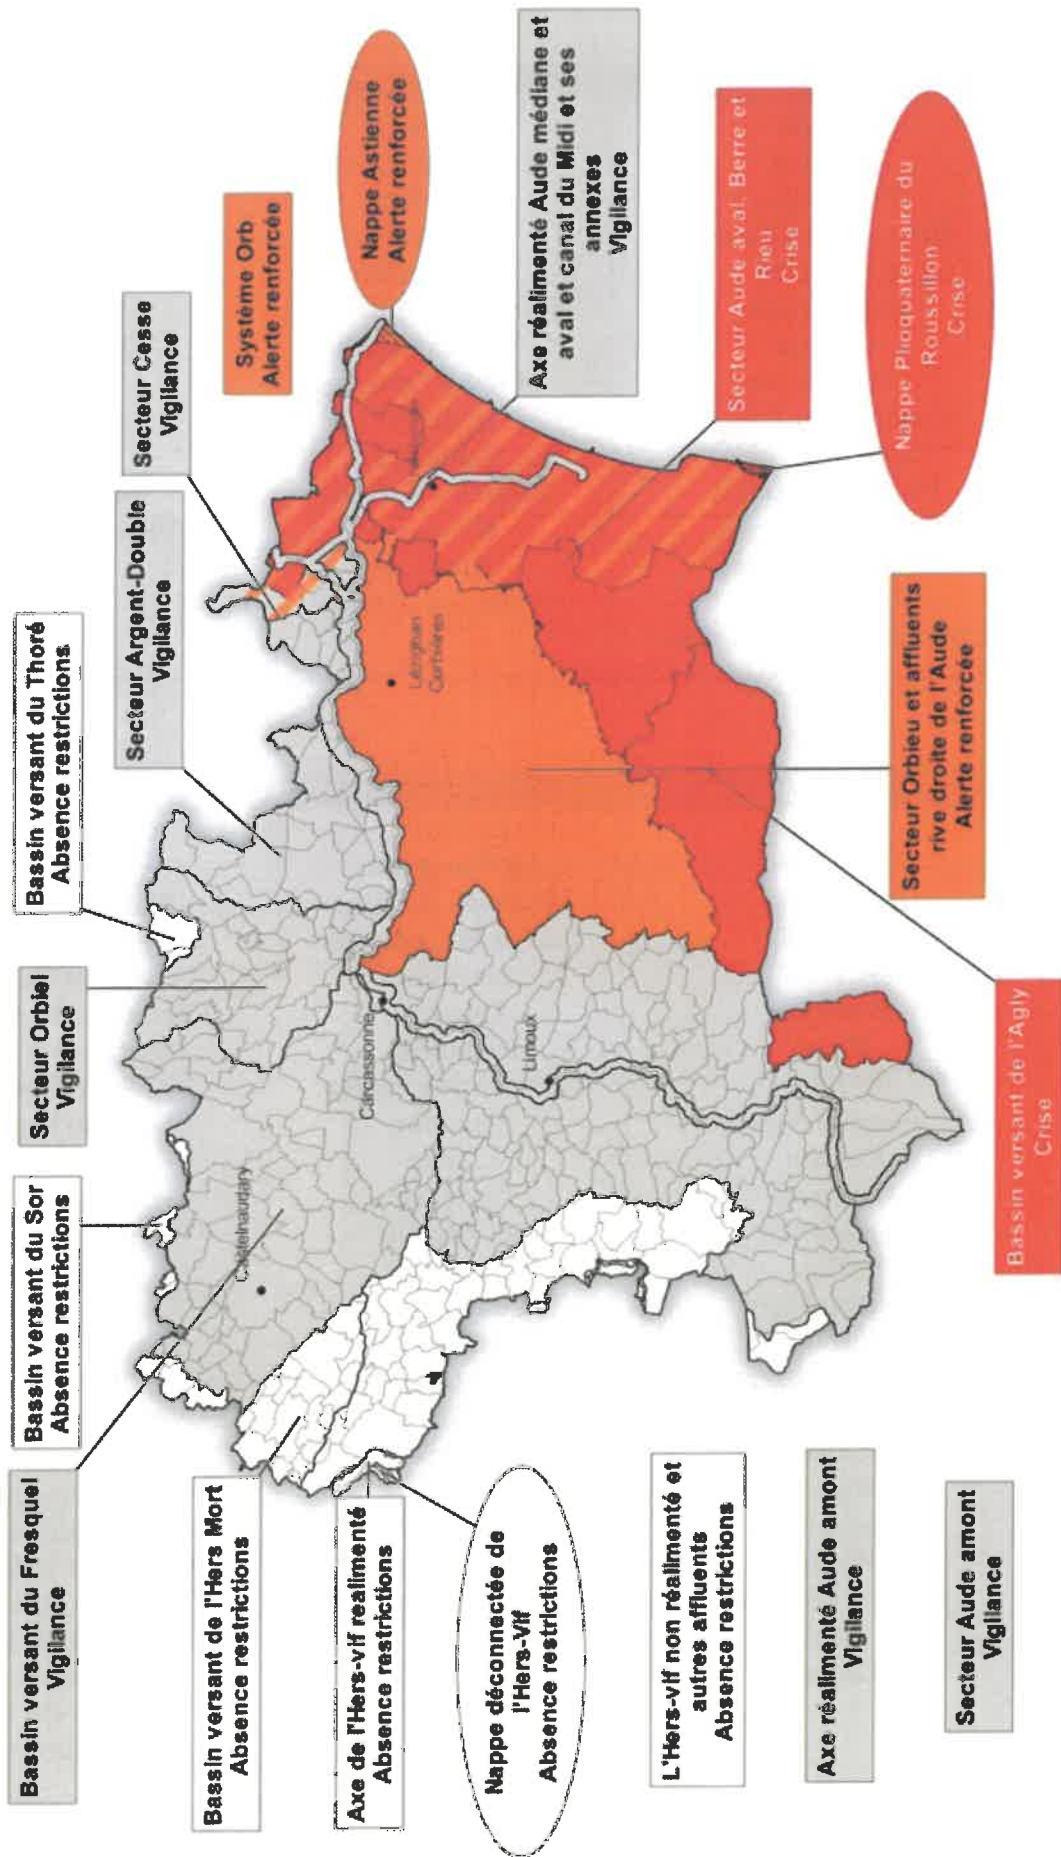 Bassin versant du Fresquel
Vigilance
Bassin versant du Sor
Absence restrictions
Secteur Orbiel
Vigilance
Bassin versant du Thoré
Absence restrictions
Secteur Argent-Double
Vigilance
Secteur Cesse
Vigilance
Système Orb
Alerte renforcée
Nappe Astienne
Alerte renforcée
Axe réalimenté Aude médiane et
aval et canal du Midi et ses
annexes
Vigilance
Secteur Aude aval, Berre et
Rieu
Crise
Nappe Plioquaternaire du
Roussillon
Crise
Secteur Orbieu et affluents
rive droite de l'Aude
Alerte renforcée
Bassin versant de l'Agly
Crise
Bassin versant de l'Hers Mort
Absence restrictions
Axe de l'Hers-vif réalimenté
Absence restrictions
Nappe déconnectée de
l'Hers-Vif
Absence restrictions
L'Hers-vif non réalimenté et
autres affluents
Absence restrictions
Axe réalimenté Aude amont
Vigilance
Secteur Aude amont
Vigilance
Castelnaudary
Carcassonne
Limoux
Lézignan
Corbières